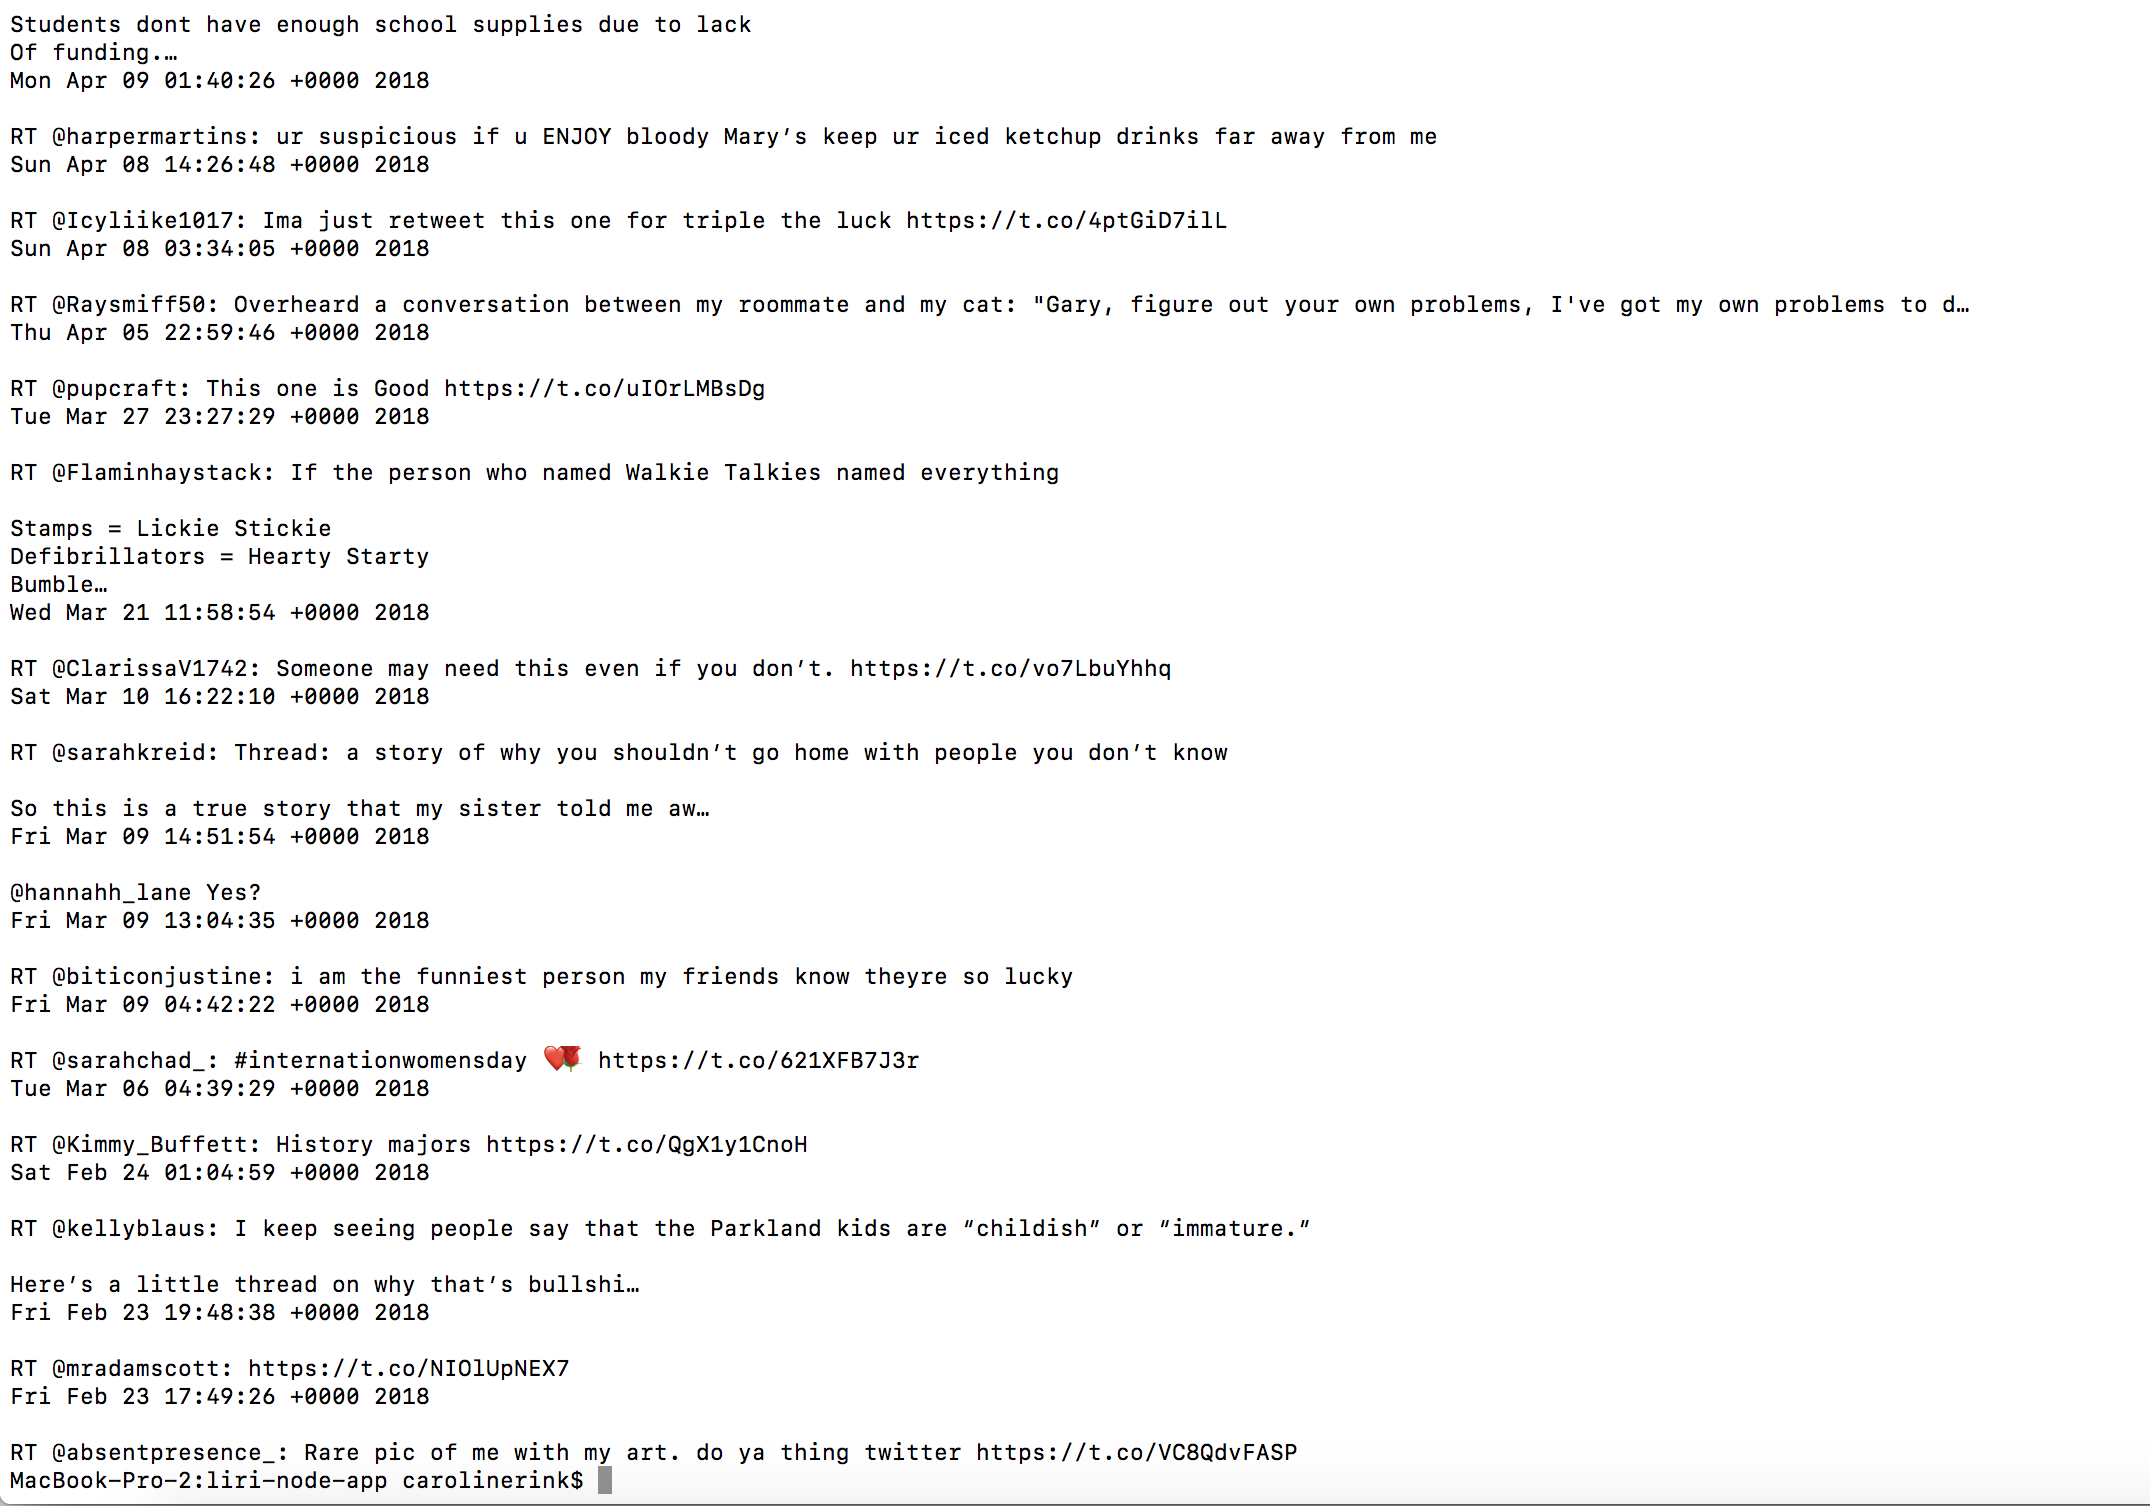 Students dont have enough school supplies due to lack
Of funding.…
Mon Apr 09 01:40:26 +0000 2018
RT @harpermartins: ur suspicious if u ENJOY bloody Mary’s keep ur iced ketchup drinks far away from me
Sun Apr 08 14:26:48 +0000 2018
RT @Icyliike1017: Ima just retweet this one for triple the luck https://t.co/4ptGiD7ilL
Sun Apr 08 03:34:05 +0000 2018
RT @Raysmiff50: Overheard a conversation between my roommate and my cat: "Gary, figure out your own problems, I've got my own problems to d…
Thu Apr 05 22:59:46 +0000 2018
RT @pupcraft: This one is Good https://t.co/uIOrLMBsDg
Tue Mar 27 23:27:29 +0000 2018
RT @Flaminhaystack: If the person who named Walkie Talkies named everything
Stamps = Lickie Stickie
Defibrillators = Hearty Starty
Bumble…
Wed Mar 21 11:58:54 +0000 2018
RT @ClarissaV1742: Someone may need this even if you don’t. https://t.co/vo7LbuYhhq
Sat Mar 10 16:22:10 +0000 2018
RT @sarahkreid: Thread: a story of why you shouldn’t go home with people you don’t know
So this is a true story that my sister told me aw…
Fri Mar 09 14:51:54 +0000 2018
@hannahh_lane Yes?
Fri Mar 09 13:04:35 +0000 2018
RT @biticonjustine: i am the funniest person my friends know theyre so lucky
Fri Mar 09 04:42:22 +0000 2018
RT @sarahchad_: #internationwomensday ❤️🌹 https://t.co/621XFB7J3r
Tue Mar 06 04:39:29 +0000 2018
RT @Kimmy_Buffett: History majors https://t.co/QgX1y1CnoH
Sat Feb 24 01:04:59 +0000 2018
RT @kellyblaus: I keep seeing people say that the Parkland kids are “childish” or “immature.”
Here’s a little thread on why that’s bullshi…
Fri Feb 23 19:48:38 +0000 2018
RT @mradamscott: https://t.co/NIOlUpNEX7
Fri Feb 23 17:49:26 +0000 2018
RT @absentpresence_: Rare pic of me with my art. do ya thing twitter https://t.co/VC8QdvFASP
MacBook-Pro-2:liri-node-app carolinerink$